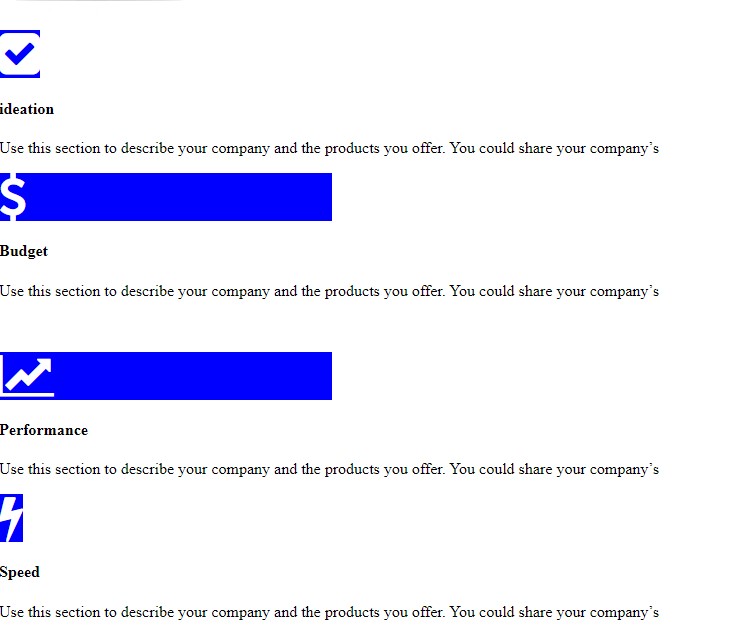 ideation
Use this section to describe your company and the products you offer. You could share your company’s
$
Budget
Use this section to describe your company and the products you offer. You could share your company’s
Performance
Use this section to describe your company and the products you offer. You could share your company’s
Speed
Use this section to describe your company and the products you offer. You could share your company’s